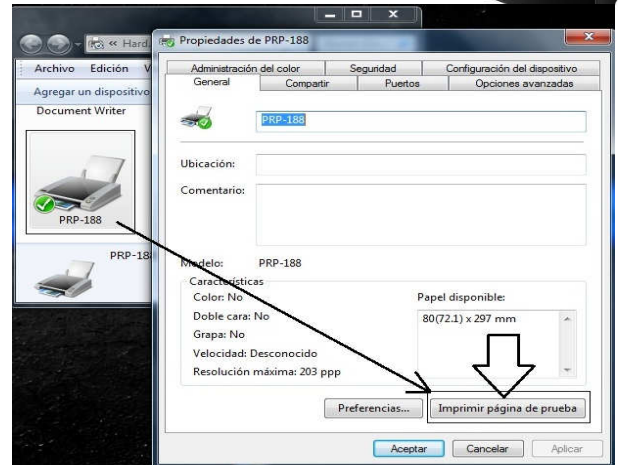 « Hard.
Propiedades de PRP-188
Archivo Edición V
Agregar un dispositivo
Document Writer
PRP-188
PRP-18
Administración del color Seguridad Configuración del dispositivo
General Compartir Puertos Opciones avanzadas
PRP-188
Ubicación:
Comentario:
Modelo: PRP-188
Características
Color: No
Doble cara: No
Grapa: No
Velocidad: Desconocido
Resolución máxima: 203 ppp
Papel disponible:
80(72.1) x 297 mm
Preferencias... Imprimir página de prueba
Aceptar Cancelar Aplicar